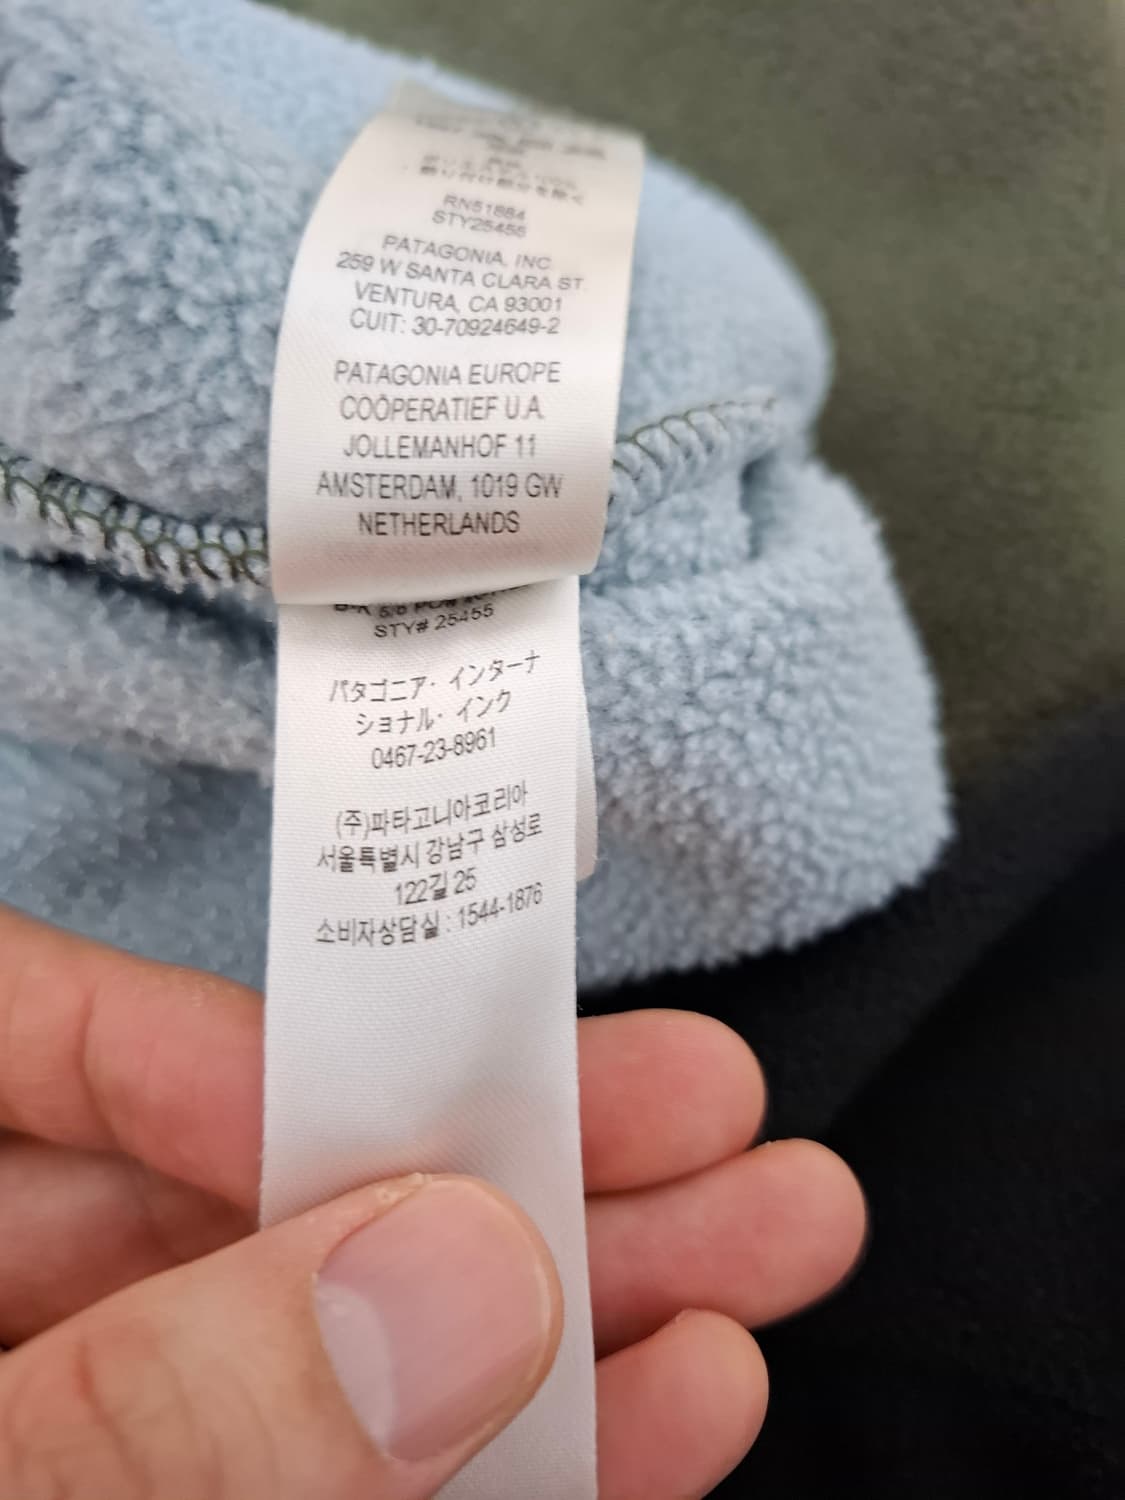 RN51884
STY25455
PATAGONIA, INC.
259 W SANTA CLARA ST.
VENTURA, CA 93001
CUIT: 30-70924649-2
PATAGONIA EUROPE
COÖPERATIEF U.A.
JOLLEMANHOF 11
AMSTERDAM, 1019 GW
NETHERLANDS
STY# 25455
パタゴニア・インターナ
ショナル・インク
0467-23-8961
(주)파타고니아코리아
서울특별시 강남구 삼성로
122길 25
소비자상담실 : 1544-1876